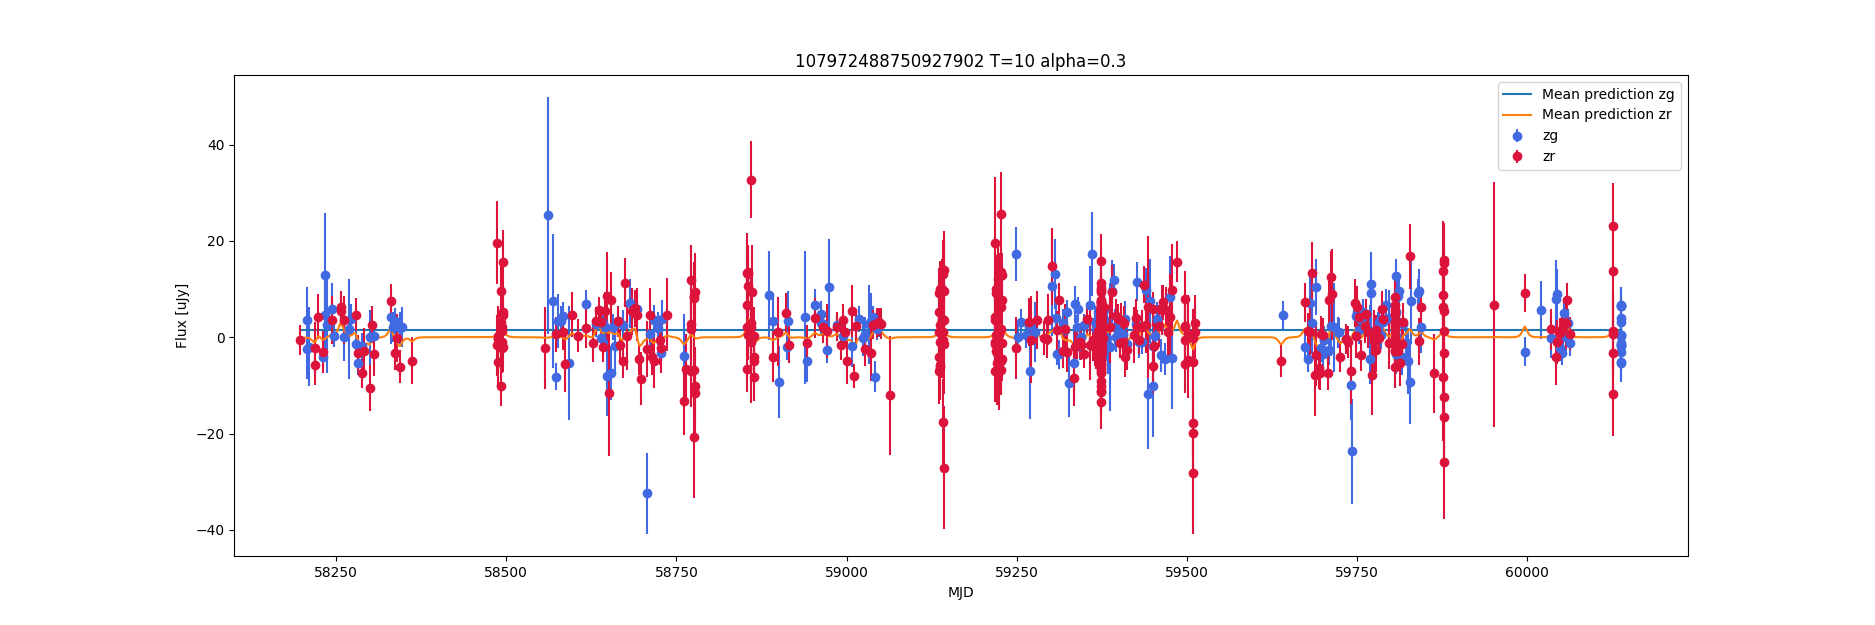 107972488750927902 T=10 alpha=0.3
Mean prediction zg
Mean prediction zr
zg
zr
Flux [uJy]
40
20
0
−20
−40
58250 58500 58750 59000 59250 59500 59750 60000
MJD